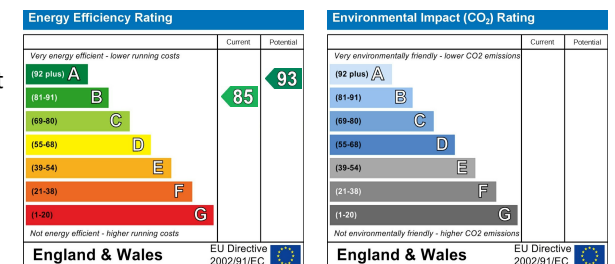 t
Energy Efficiency Rating
Current Potential
Very energy efficient - lower running costs
(92 plus) A
93
(81-91) B
85
(69-80) C
(55-68) D
(39-54) E
(21-38) F
(1-20) G
Not energy efficient - higher running costs
England & Wales
EU Directive
2002/91/EC
Environmental Impact (CO₂) Rating
Current Potential
Very environmentally friendly - lower CO2 emissions
(92 plus) A
(81-91) B
(69-80) C
(55-68) D
(39-54) E
(21-38) F
(1-20) G
Not environmentally friendly - higher CO2 emissions
England & Wales
EU Directive
2002/91/EC